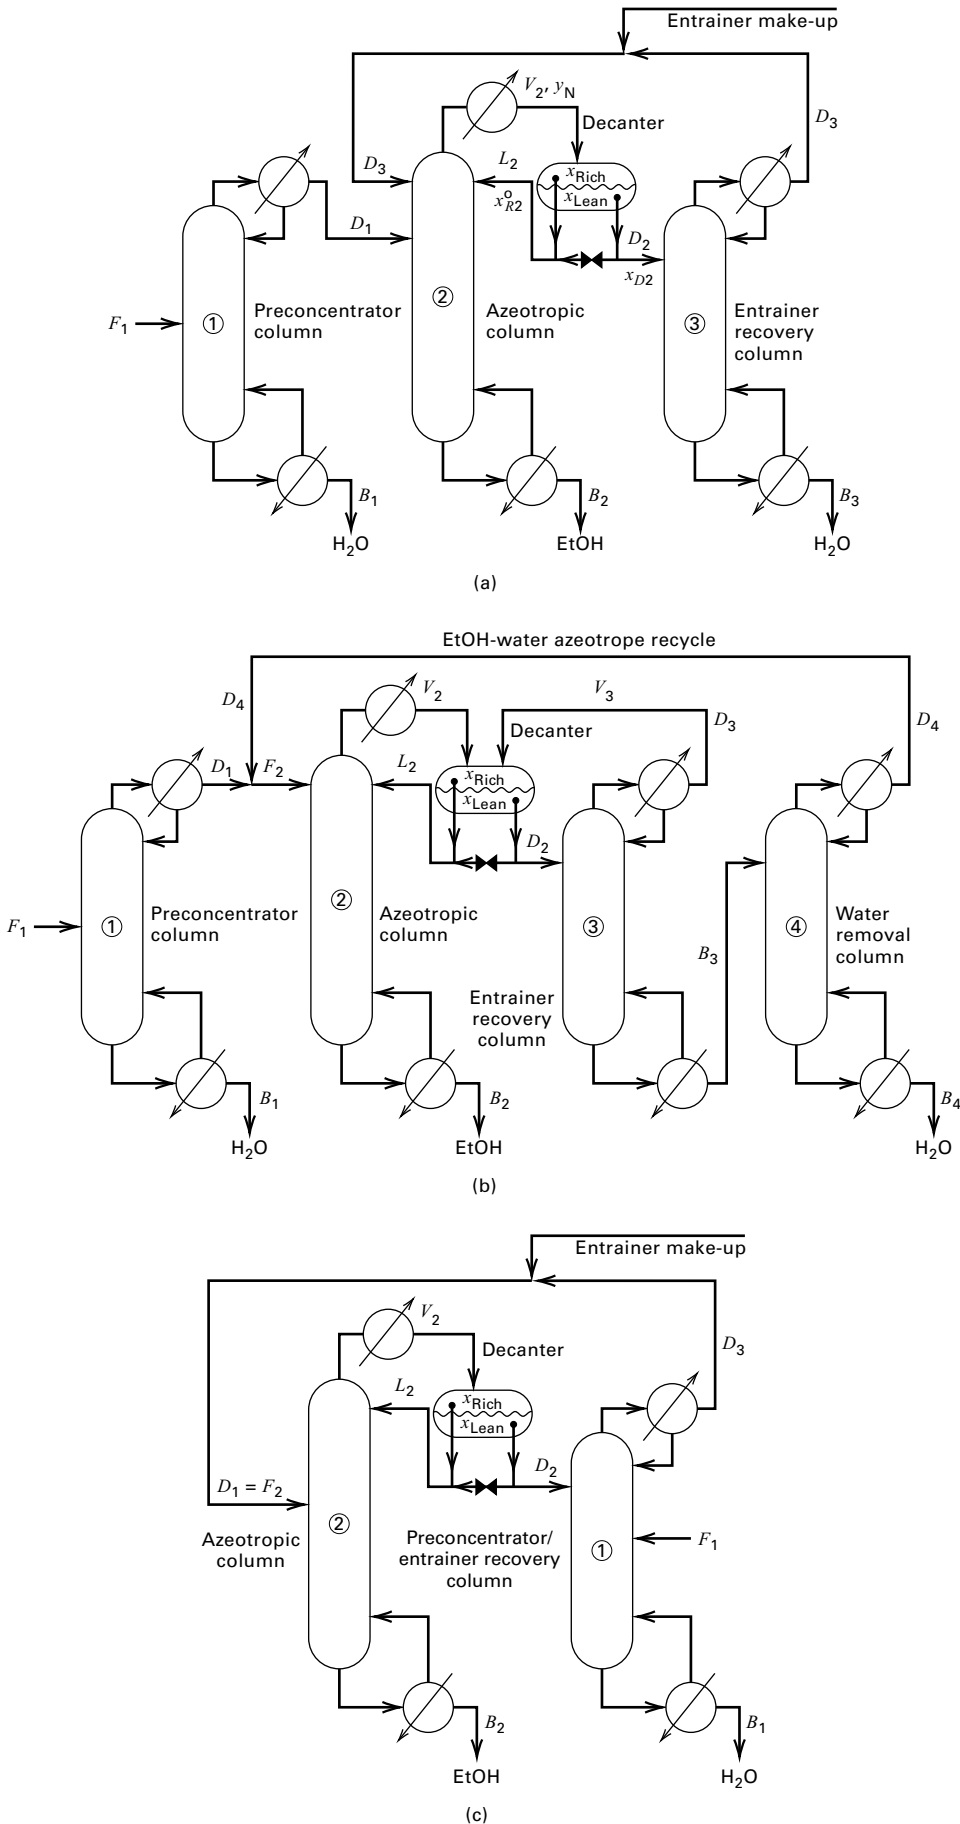 Entrainer make-up
V2, yN
Decanter
D3
D3
L2
xRich
xLean
x°R2
D1
D2
xD2
F1
1
Preconcentrator
column
2
Azeotropic
column
3
Entrainer
recovery
column
B1
B2
B3
H2O
EtOH
H2O
(a)
EtOH-water azeotrope recycle
D4
V2
V3
D3
D4
Decanter
D1
F2
L2
xRich
xLean
D2
F1
1
Preconcentrator
column
2
Azeotropic
column
3
Entrainer
recovery
column
B3
4
Water
removal
column
B1
B2
B4
H2O
EtOH
H2O
(b)
Entrainer make-up
V2
Decanter
D3
L2
xRich
xLean
D1 = F2
D2
Azeotropic
column
2
Preconcentrator/
entrainer recovery
column
1
F1
B2
B1
EtOH
H2O
(c)